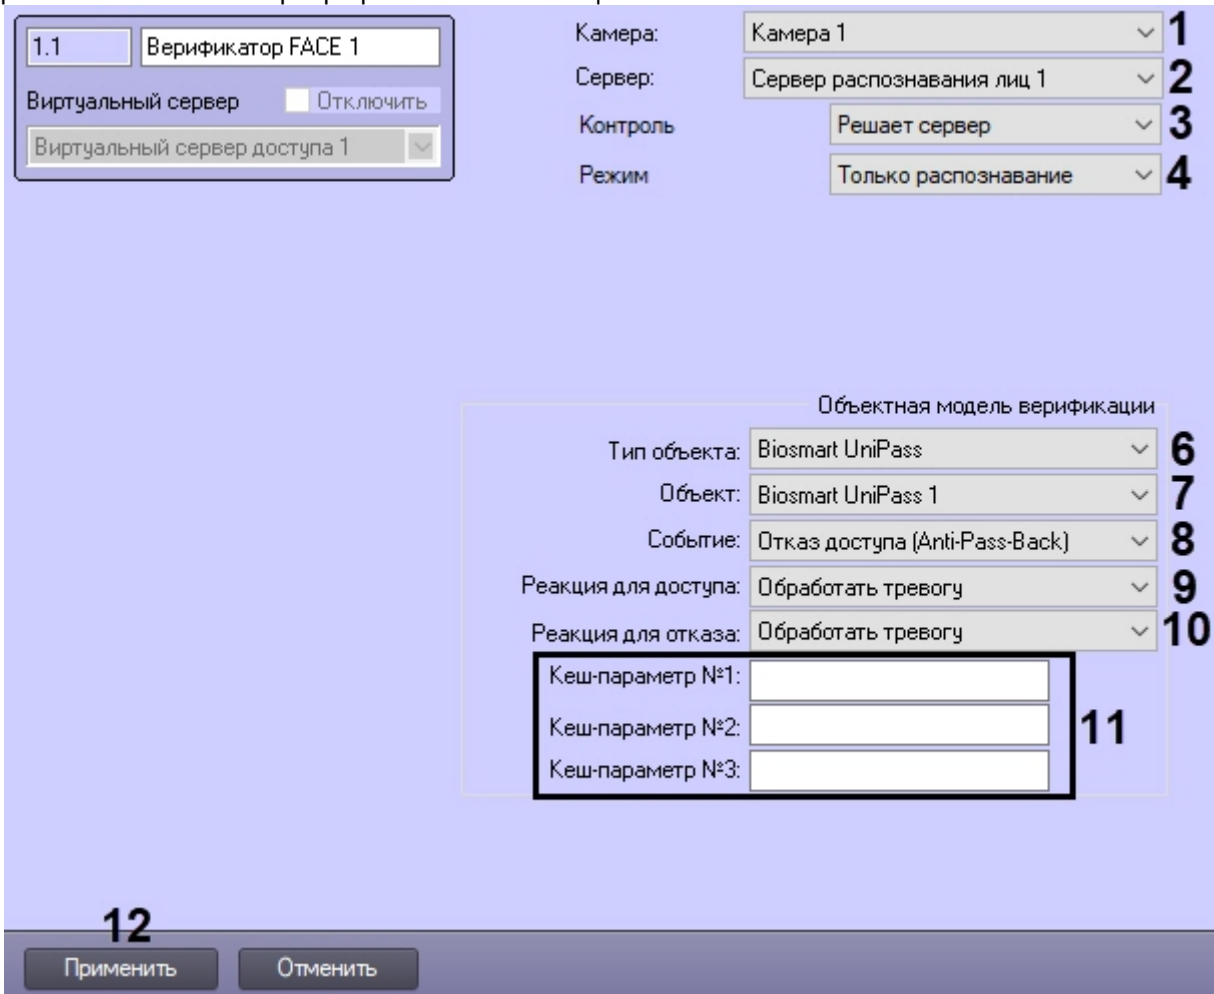 1.1 Верификатор FACE 1
Виртуальный сервер Отключить
Виртуальный сервер доступа 1
Камера: Камера 1 1
Сервер: Сервер распознавания лиц 1 2
Контроль Решает сервер 3
Режим Только распознавание 4
Объектная модель верификации
Тип объекта: Biosmart UniPass 6
Объект: Biosmart UniPass 1 7
Событие: Отказ доступа (Anti-Pass-Back) 8
Реакция для доступа: Обработать тревогу 9
Реакция для отказа: Обработать тревогу 10
Кеш-параметр №1:
Кеш-параметр №2: 11
Кеш-параметр №3:
12
Применить Отменить